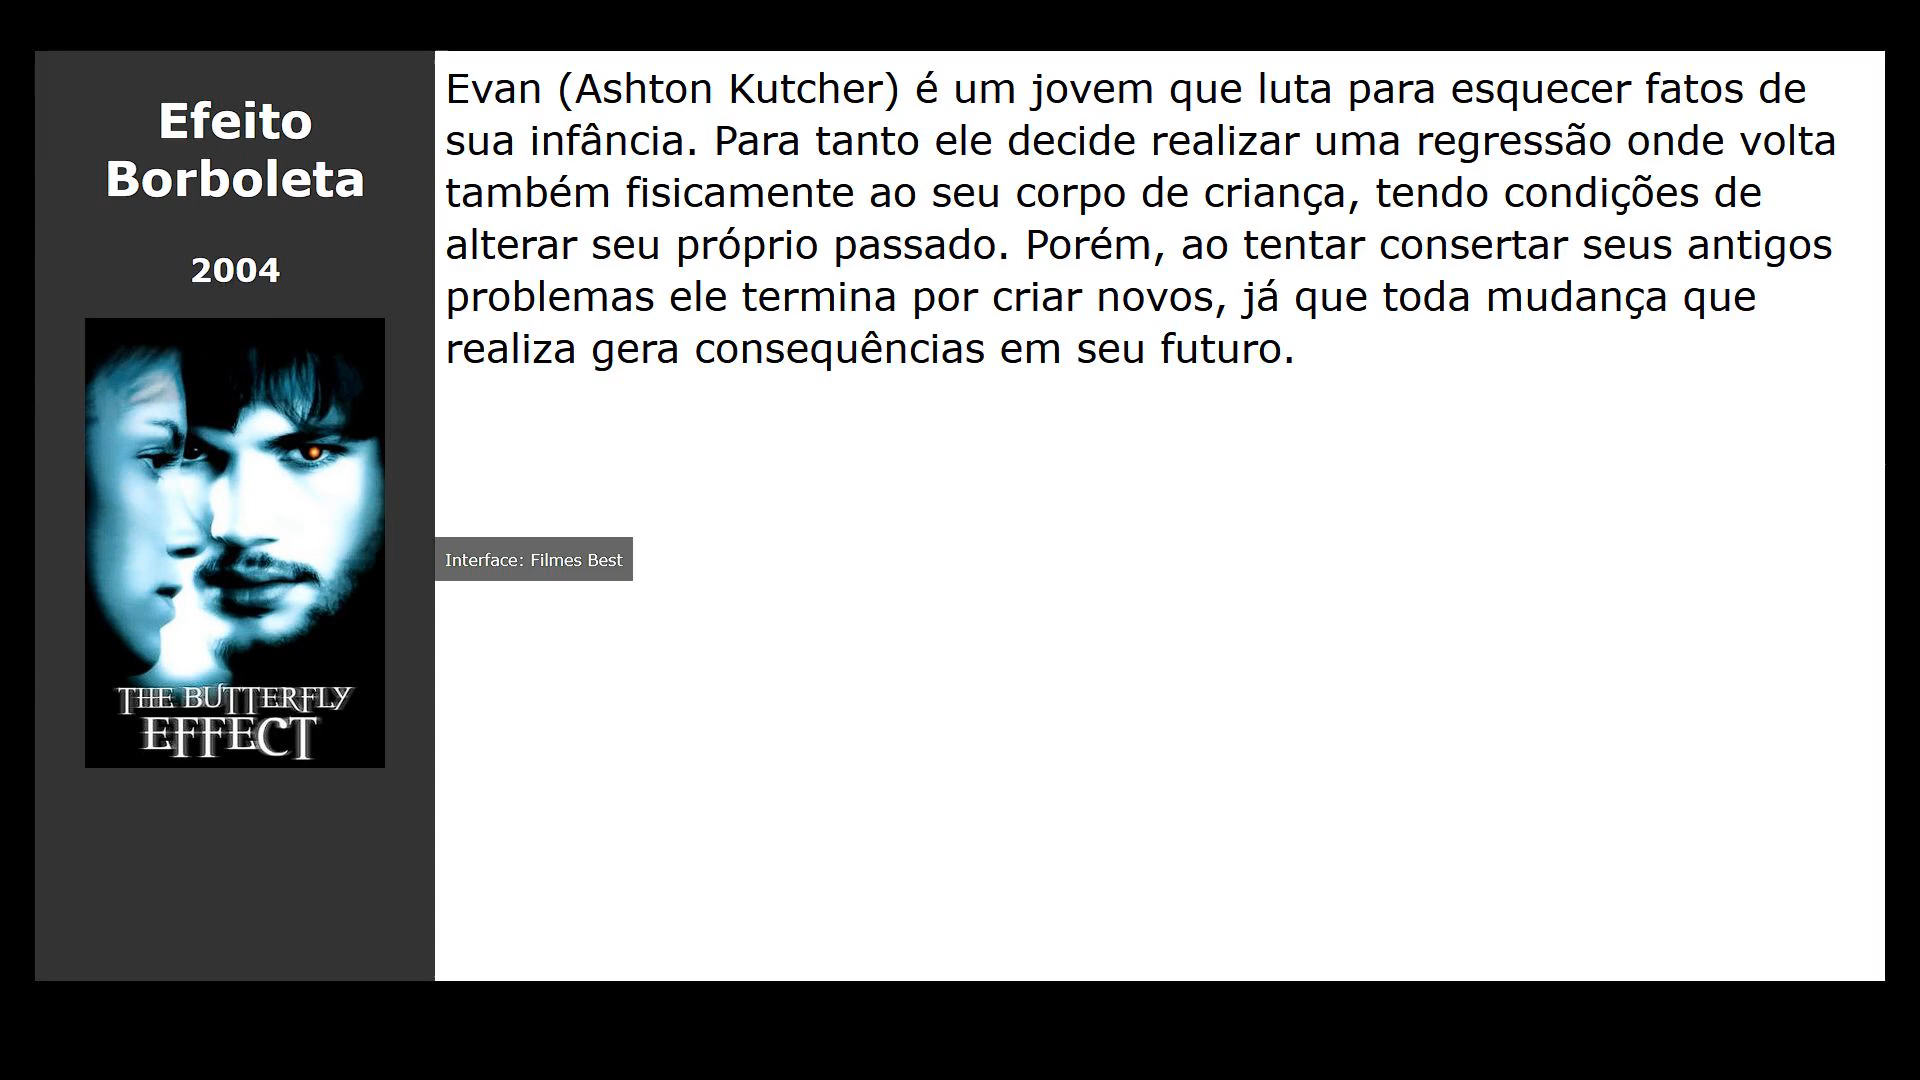 Efeito
Borboleta
2004
THE BUTTERFLY
EFFECT
Evan (Ashton Kutcher) é um jovem que luta para esquecer fatos de
sua infância. Para tanto ele decide realizar uma regressão onde volta
também fisicamente ao seu corpo de criança, tendo condições de
alterar seu próprio passado. Porém, ao tentar consertar seus antigos
problemas ele termina por criar novos, já que toda mudança que
realiza gera consequências em seu futuro.
Interface: Filmes Best